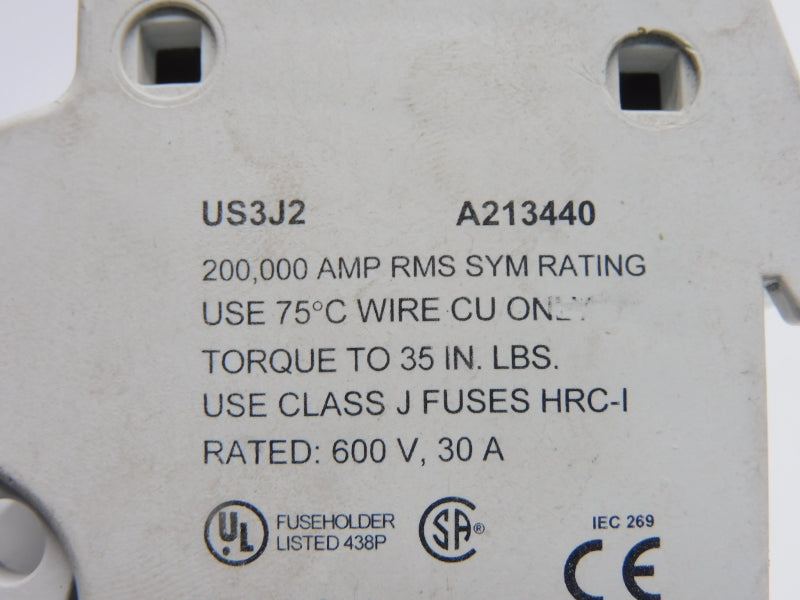 US3J2 A213440
200,000 AMP RMS SYM RATING
USE 75°C WIRE CU ONLY
TORQUE TO 35 IN. LBS.
USE CLASS J FUSES HRC-I
RATED: 600 V, 30 A
UL FUSEHOLDER LISTED 438P
SA®
IEC 269
CE